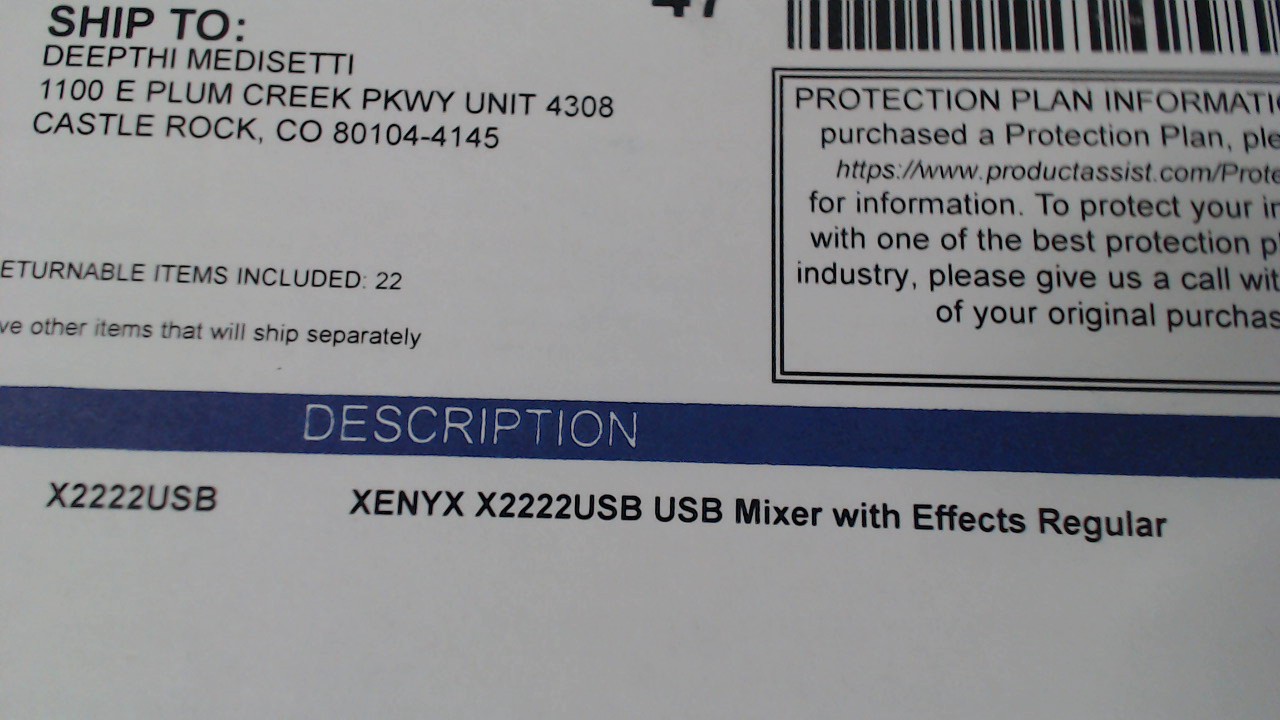 47
SHIP TO:
DEEPTHI MEDISETTI
1100 E PLUM CREEK PKWY UNIT 4308
CASTLE ROCK, CO 80104-4145
PROTECTION PLAN INFORMATI
purchased a Protection Plan, ple
https://www.productassist.com/Prote
for information. To protect your in
with one of the best protection pl
industry, please give us a call wit
of your original purchas
ETURNABLE ITEMS INCLUDED: 22
ve other items that will ship separately
DESCRIPTION
X2222USB XENYX X2222USB USB Mixer with Effects Regular